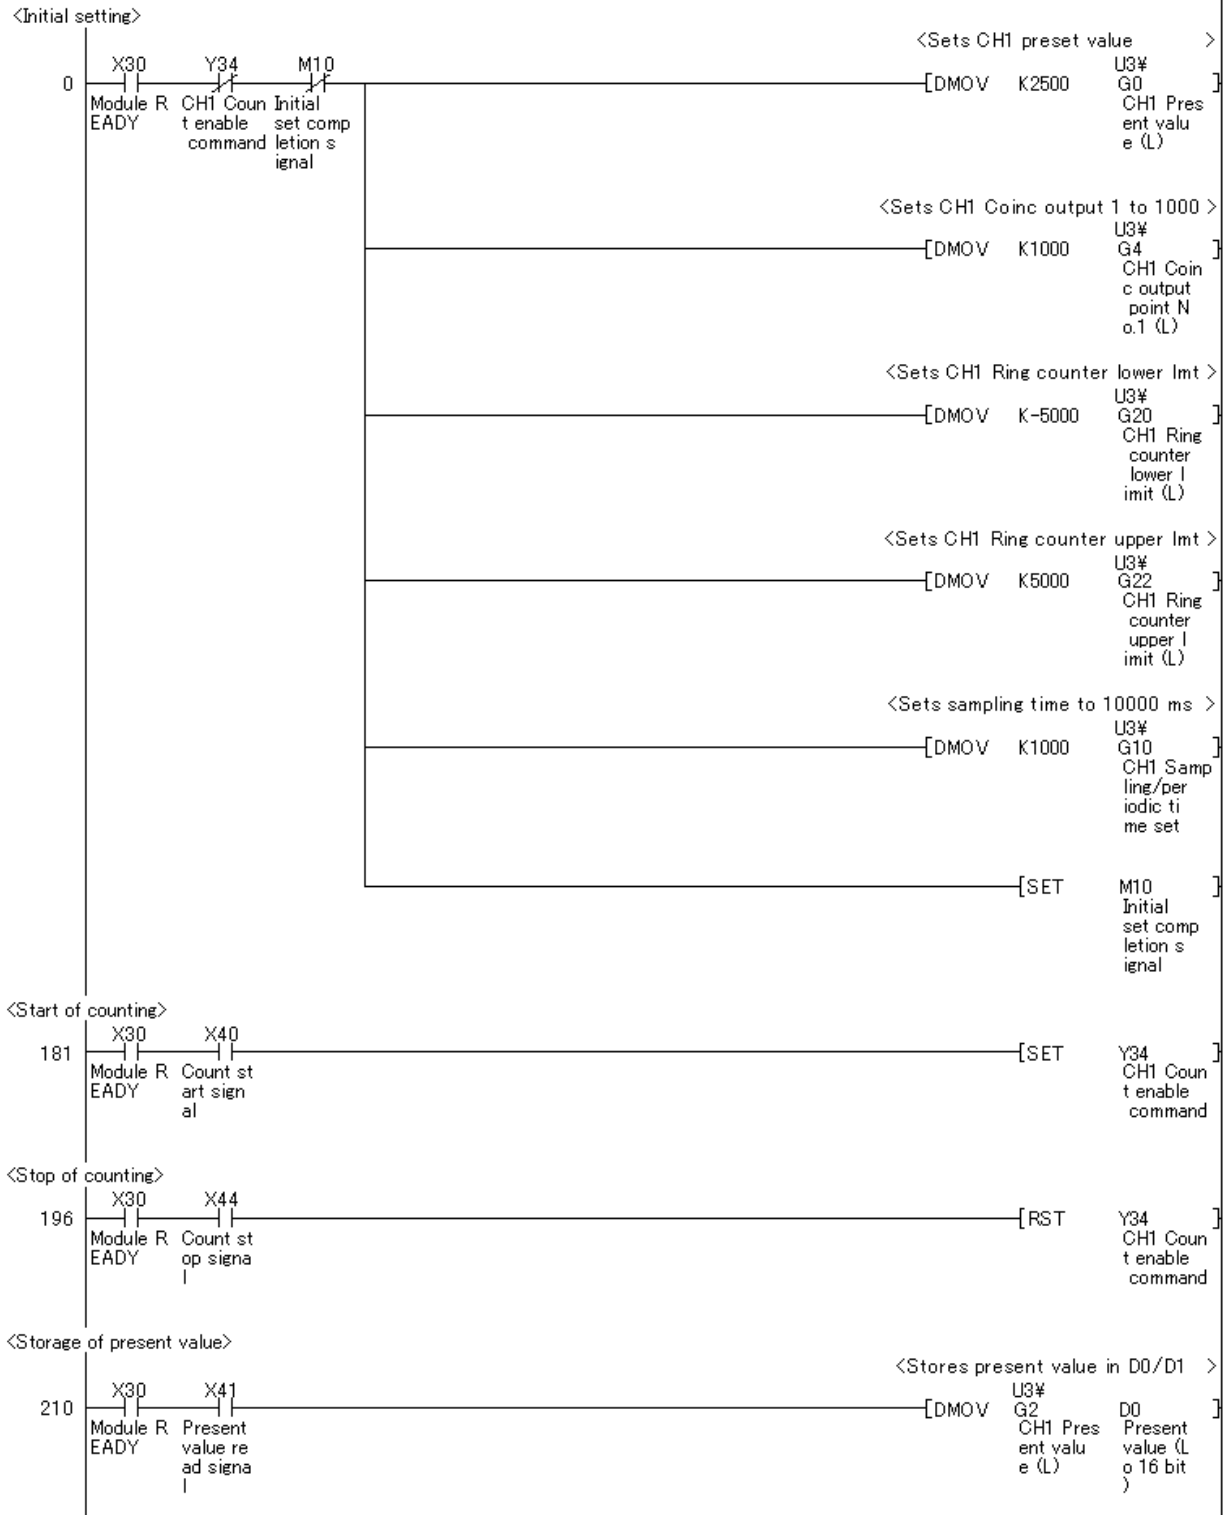 <Initial setting>
<Sets CH1 preset value >
X30 Y34 M10 U3¥
0 [DMOV K2500 G0 ]
Module R CH1 Coun Initial CH1 Pres
EADY t enable set comp ent valu
command letion s e (L)
ignal
<Sets CH1 Coinc output 1 to 1000 >
U3¥
[DMOV K1000 G4 ]
CH1 Coin
c output
point N
o.1 (L)
<Sets CH1 Ring counter lower lmt >
U3¥
[DMOV K-5000 G20 ]
CH1 Ring
counter
lower l
imit (L)
<Sets CH1 Ring counter upper lmt >
U3¥
[DMOV K5000 G22 ]
CH1 Ring
counter
upper l
imit (L)
<Sets sampling time to 10000 ms >
U3¥
[DMOV K1000 G10 ]
CH1 Samp
ling/per
iodic ti
me set
[SET M10 ]
Initial
set comp
letion s
ignal
<Start of counting>
X30 X40
181 [SET Y34 ]
Module R Count st CH1 Coun
EADY art sign t enable
al command
<Stop of counting>
X30 X44
196 [RST Y34 ]
Module R Count st CH1 Coun
EADY op signa t enable
l command
<Storage of present value>
<Stores present value in D0/D1 >
X30 X41 U3¥
210 [DMOV G2 D0 ]
Module R Present CH1 Pres Present
EADY value re ent valu value (L
ad signa e (L) o 16 bit
l )